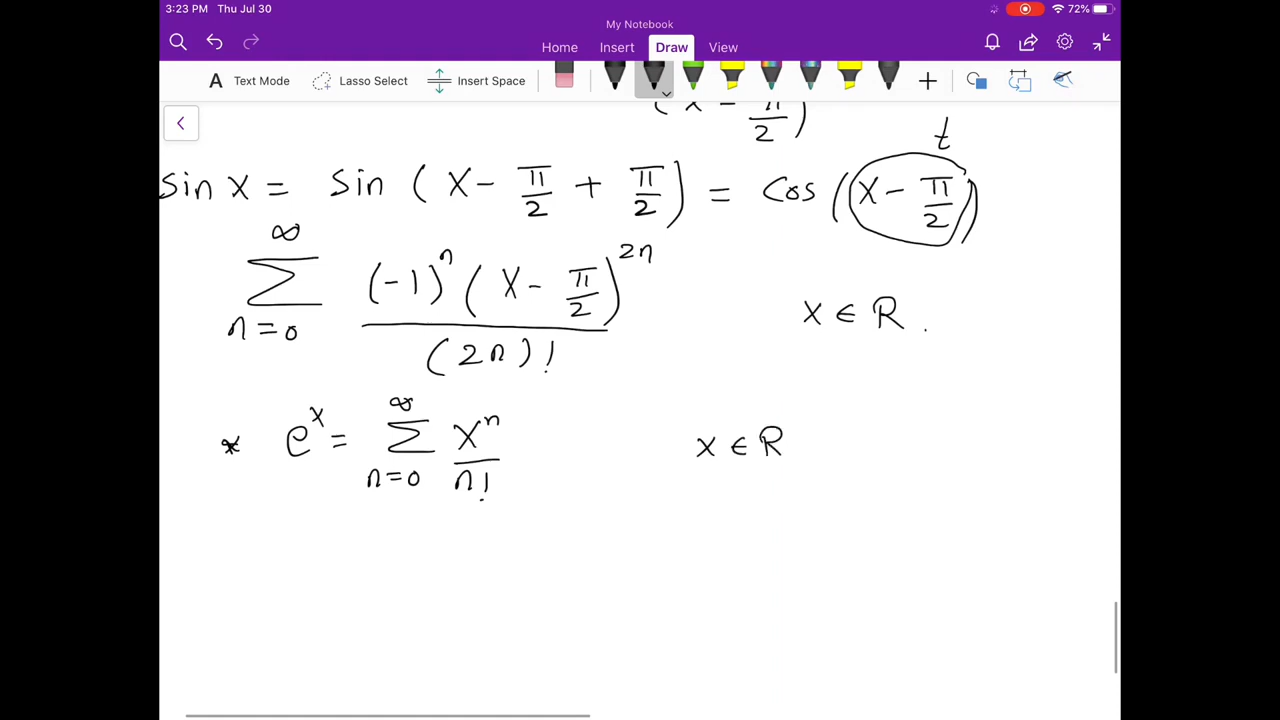 3:23 PM Thu Jul 30
72%
My Notebook
Home Insert Draw View
Text Mode Lasso Select Insert Space
(x - π/2)
t
Sin x = Sin (x - π/2 + π/2) = Cos (x - π/2)
∞
∑ (-1)^n (x - π/2)^2n / (2n)! x ∈ R.
n=0
* e^x = ∑ n=0 ∞ x^n / n! x ∈ R